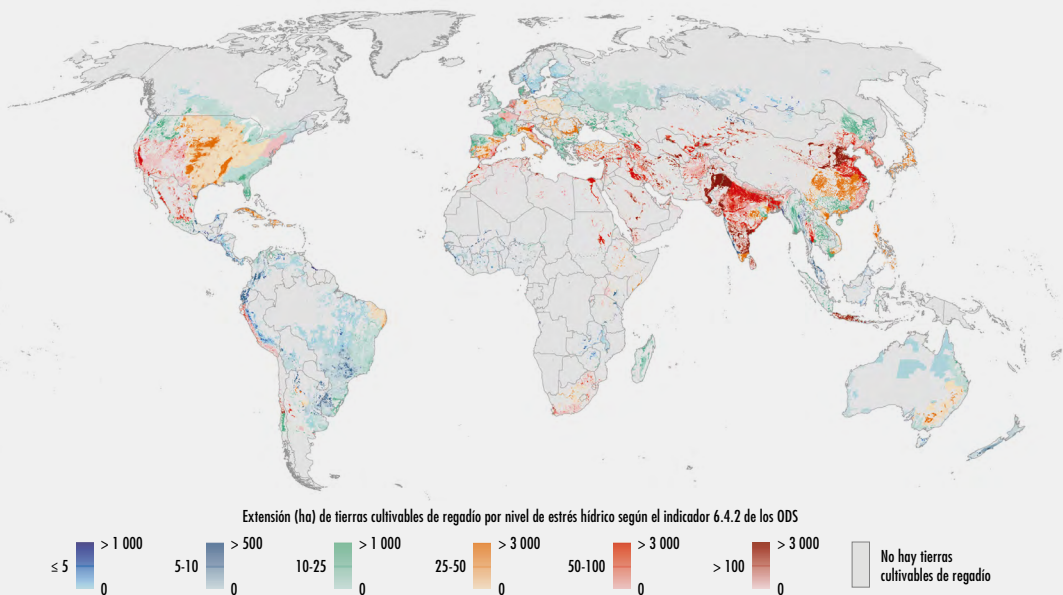 Extensión (ha) de tierras cultivables de regadío por nivel de estrés hídrico según el indicador 6.4.2 de los ODS
≤ 5
> 1 000
0
5-10
> 500
0
10-25
> 1 000
0
25-50
> 3 000
0
50-100
> 3 000
0
> 100
> 3 000
0
No hay tierras
cultivables de regadío